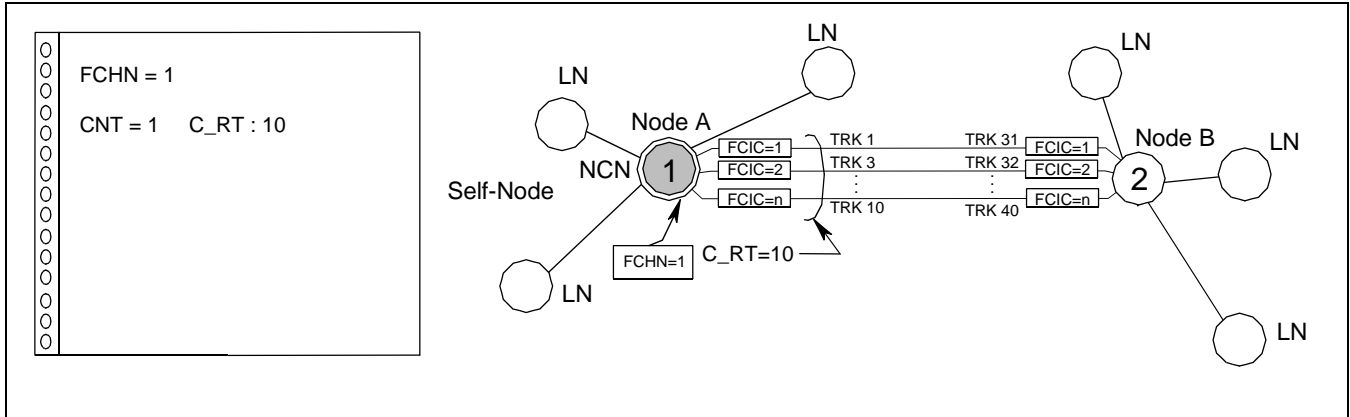 FCHN = 1
CNT = 1 C_RT : 10
LN
LN
LN
Node A
NCN
1
Self-Node
LN
FCHN=1
C_RT=10
FCIC=1 TRK 1 TRK 31 FCIC=1
FCIC=2 TRK 3 TRK 32 FCIC=2
FCIC=n TRK 10 TRK 40 FCIC=n
Node B
2
LN
LN